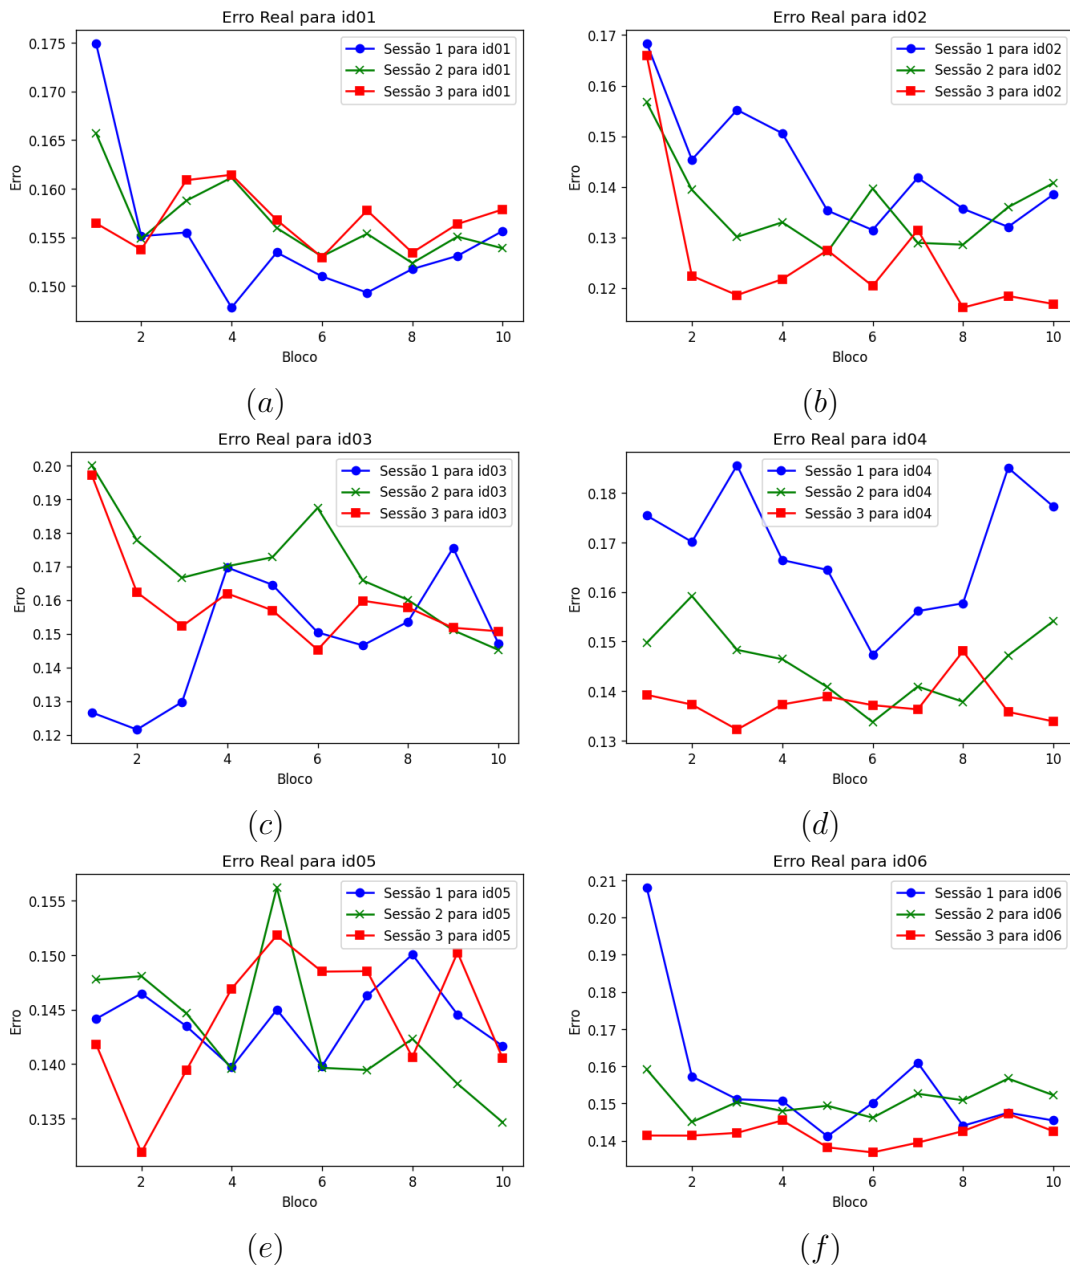 Erro Real para id01
Sessão 1 para id01
Sessão 2 para id01
Sessão 3 para id01
0.175
0.170
0.165
0.160
0.155
0.150
Erro
2 4 6 8 10
Bloco
(a)
Erro Real para id02
Sessão 1 para id02
Sessão 2 para id02
Sessão 3 para id02
0.17
0.16
0.15
0.14
0.13
0.12
Erro
2 4 6 8 10
Bloco
(b)
Erro Real para id03
Sessão 1 para id03
Sessão 2 para id03
Sessão 3 para id03
0.20
0.19
0.18
0.17
0.16
0.15
0.14
0.13
0.12
Erro
2 4 6 8 10
Bloco
(c)
Erro Real para id04
Sessão 1 para id04
Sessão 2 para id04
Sessão 3 para id04
0.18
0.17
0.16
0.15
0.14
0.13
Erro
2 4 6 8 10
Bloco
(d)
Erro Real para id05
Sessão 1 para id05
Sessão 2 para id05
Sessão 3 para id05
0.155
0.150
0.145
0.140
0.135
Erro
2 4 6 8 10
Bloco
(e)
Erro Real para id06
Sessão 1 para id06
Sessão 2 para id06
Sessão 3 para id06
0.21
0.20
0.19
0.18
0.17
0.16
0.15
0.14
Erro
2 4 6 8 10
Bloco
(f)